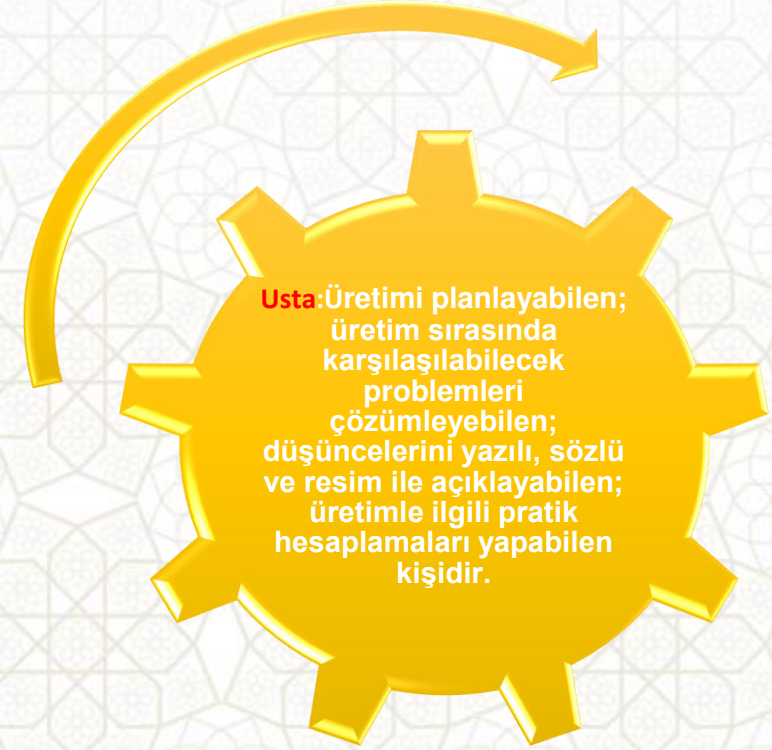 Usta:Üretimi planlayabilen;
üretim sırasında
karşılaşılabilecek
problemleri
çözümleyebilen;
düşüncelerini yazılı, sözlü
ve resim ile açıklayabilen;
üretimle ilgili pratik
hesaplamaları yapabilen
kişidir.